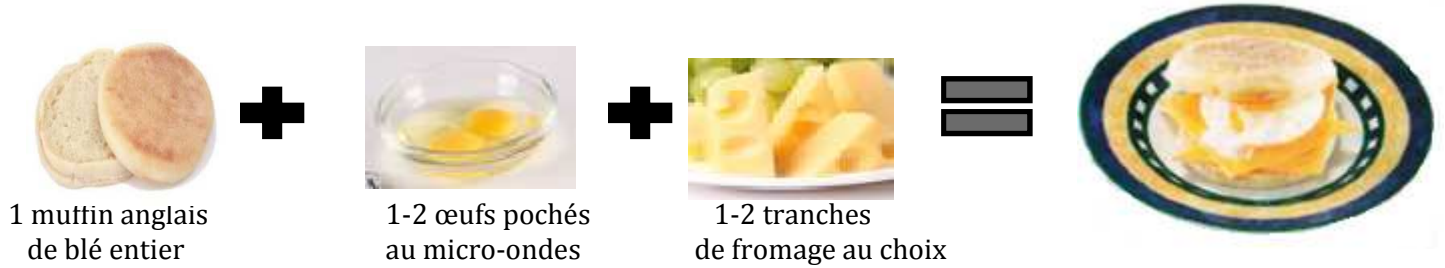 1 muffin anglais
de blé entier
1-2 œufs pochés
au micro-ondes
1-2 tranches
de fromage au choix